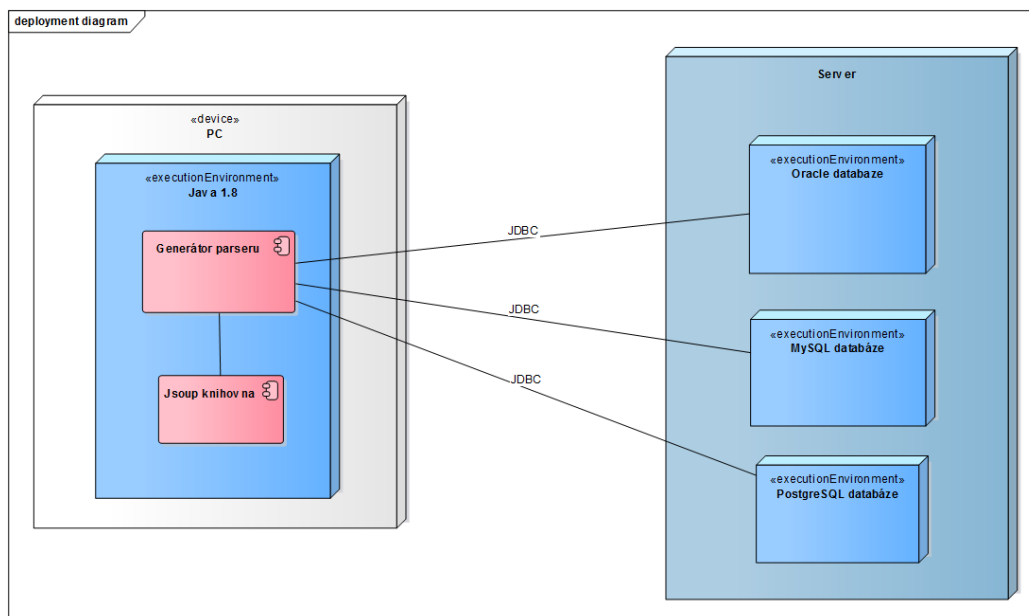 deployment diagram
«device»
PC
«executionEnvironment»
Java 1.8
Generátor parseru
Jsoup knihovna
JDBC
JDBC
JDBC
Server
«executionEnvironment»
Oracle databaze
«executionEnvironment»
MySQL databáze
«executionEnvironment»
PostgreSQL databáze